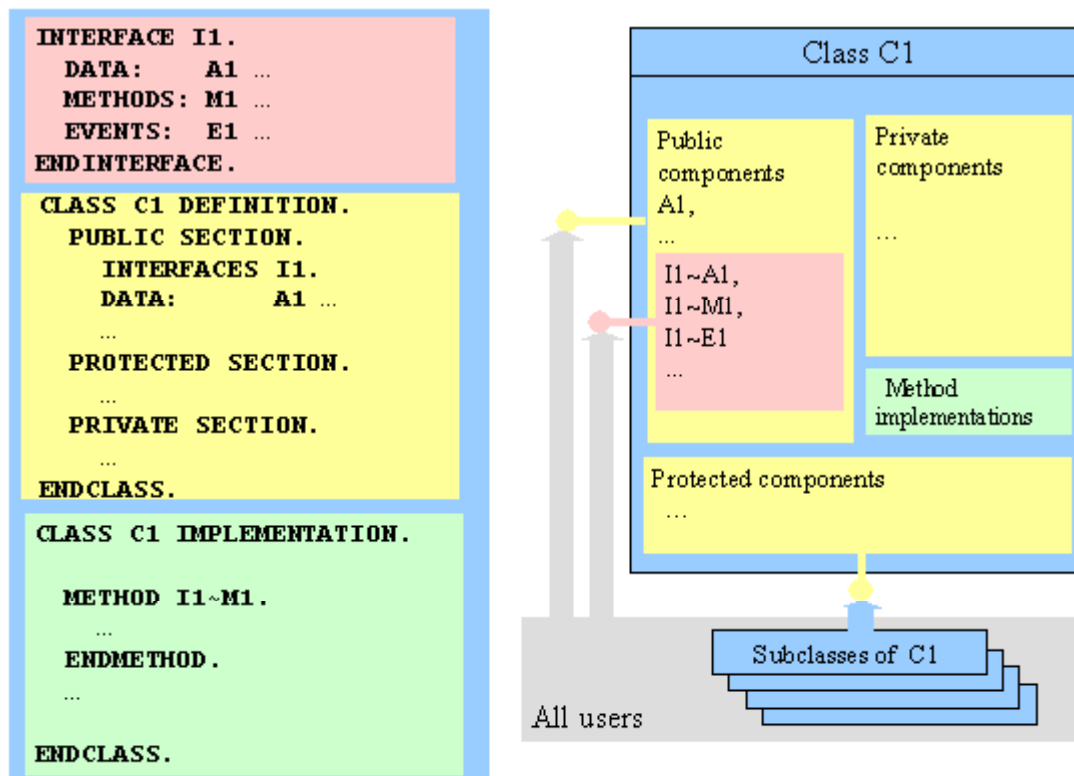 INTERFACE I1.
DATA: A1 ...
METHODS: M1 ...
EVENTS: E1 ...
ENDINTERFACE.
CLASS C1 DEFINITION.
PUBLIC SECTION.
INTERFACES I1.
DATA: A1 ...
...
PROTECTED SECTION.
...
PRIVATE SECTION.
...
ENDCLASS.
CLASS C1 IMPLEMENTATION.
METHOD I1~M1.
...
ENDMETHOD.
...
ENDCLASS.
Class C1
Public
components
A1,
...
I1~A1,
I1~M1,
I1~E1
...
Private
components
...
Method
implementations
Protected components
...
Subclasses of C1
All users